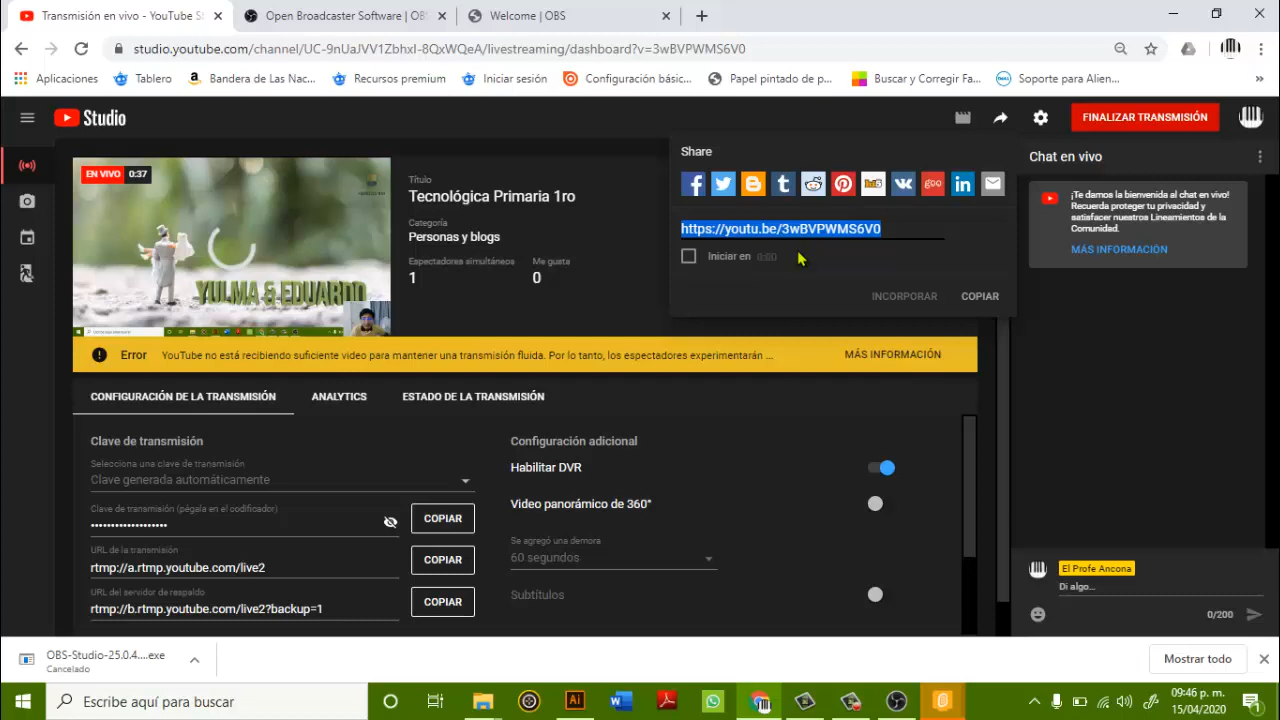 Transmisión en vivo - YouTube S
Open Broadcaster Software | OBS
Welcome | OBS
studio.youtube.com/channel/UC-9nUaJVV1ZbhxI-8QxWQeA/livestreaming/dashboard?v=3wBVPWMS6V0
Aplicaciones
Tablero
Bandera de Las Nac...
Recursos premium
Iniciar sesión
Configuración básic...
Papel pintado de p...
Buscar y Corregir Fa...
Soporte para Alien...
Studio
FINALIZAR TRANSMISIÓN
EN VIVO 0:37
YULMA & EDUARDO
Título
Tecnológica Primaria 1ro
Categoría
Personas y blogs
Espectadores simultáneos
Me gusta
1
0
Share
https://youtu.be/3wBVPWMS6V0
Iniciar en 0:00
INCORPORAR
COPIAR
Chat en vivo
¡Te damos la bienvenida al chat en vivo!
Recuerda proteger tu privacidad y
satisfacer nuestros Lineamientos de la
Comunidad.
MÁS INFORMACIÓN
Error YouTube no está recibiendo suficiente video para mantener una transmisión fluida. Por lo tanto, los espectadores experimentarán ...
MÁS INFORMACIÓN
CONFIGURACIÓN DE LA TRANSMISIÓN
ANALYTICS
ESTADO DE LA TRANSMISIÓN
Clave de transmisión
Selecciona una clave de transmisión
Clave generada automáticamente
Clave de transmisión (pégala en el codificador)
COPIAR
URL de la transmisión
rtmp://a.rtmp.youtube.com/live2
COPIAR
URL del servidor de respaldo
rtmp://b.rtmp.youtube.com/live2?backup=1
COPIAR
Configuración adicional
Habilitar DVR
Video panorámico de 360°
Se agregó una demora
60 segundos
Subtítulos
El Profe Ancona
Di algo...
0/200
OBS-Studio-25.0.4....exe
Cancelado
Mostrar todo
Escribe aquí para buscar
09:46 p. m.
15/04/2020